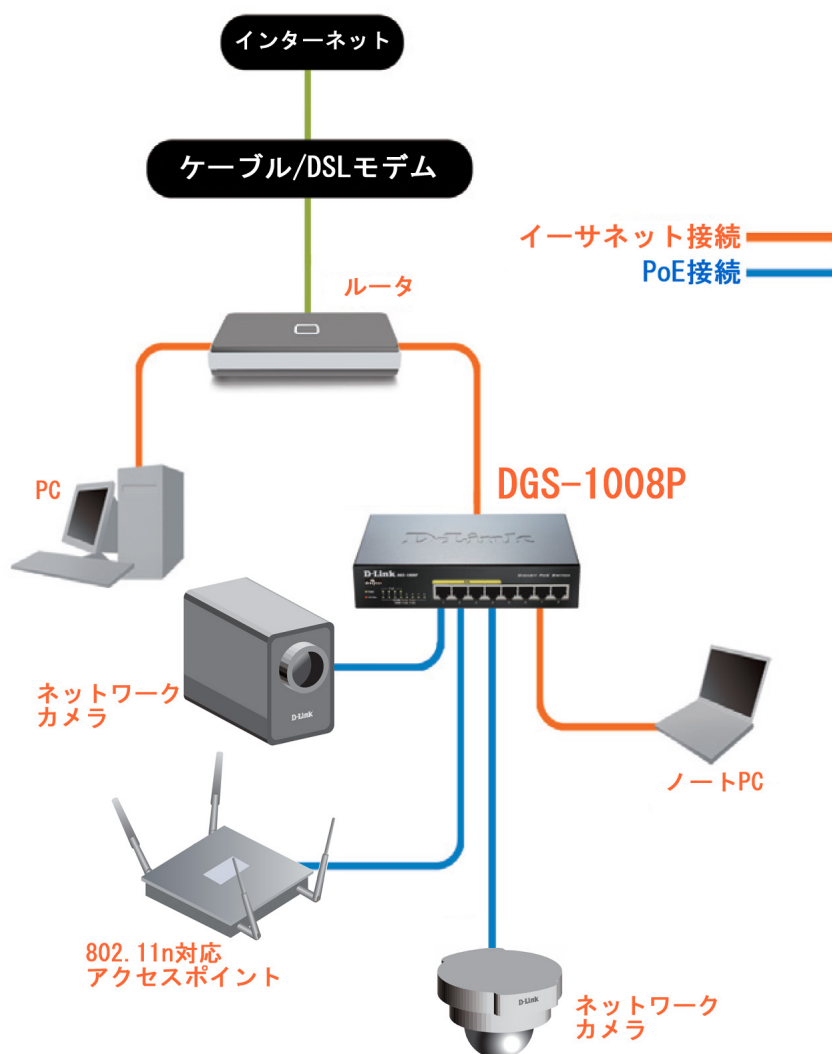 インターネット
ケーブル/DSLモデム
イーサネット接続
PoE接続
ルータ
PC
DGS-1008P
D-Link
D-Link
ネットワーク
カメラ
D-Link
ノートPC
802.11n対応
アクセスポイント
D-Link
ネットワーク
カメラ